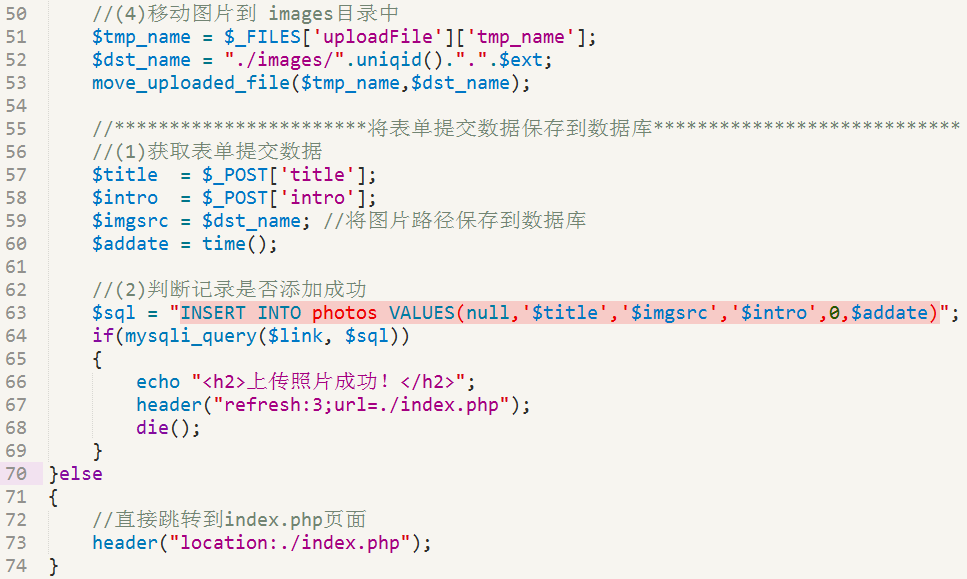 50 //(4)移动图片到 images目录中
51 $tmp_name = $_FILES['uploadFile']['tmp_name'];
52 $dst_name = "./images/".uniqid().".".$ext;
53 move_uploaded_file($tmp_name,$dst_name);
54
55 //***********************将表单提交数据保存到数据库****************************
56 //(1)获取表单提交数据
57 $title  = $_POST['title'];
58 $intro  = $_POST['intro'];
59 $imgsrc = $dst_name; //将图片路径保存到数据库
60 $addate = time();
61
62 //(2)判断记录是否添加成功
63 $sql = "INSERT INTO photos VALUES(null,'$title','$imgsrc','$intro',0,$addate)";
64 if(mysqli_query($link, $sql))
65 {
66 echo "<h2>上传照片成功！</h2>";
67 header("refresh:3;url=./index.php");
68 die();
69 }
70 }else
71 {
72 //直接跳转到index.php页面
73 header("location:./index.php");
74 }